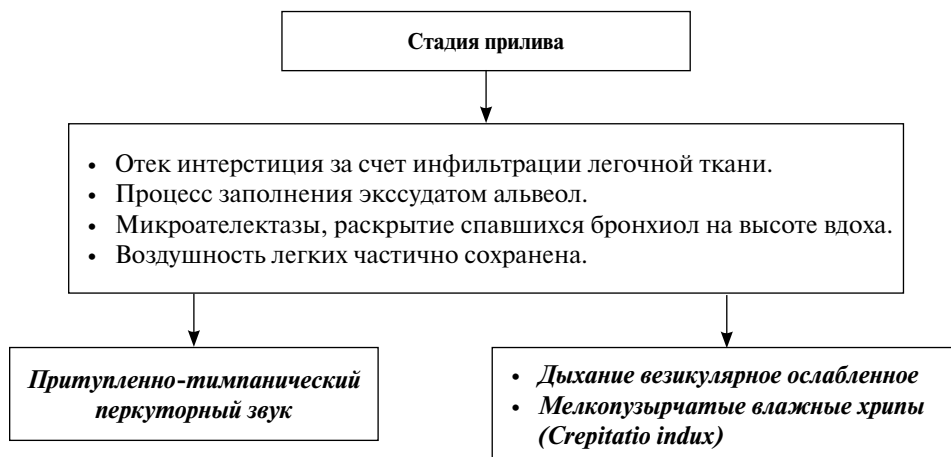 Стадия прилива
• Отек интерстиция за счет инфильтрации легочной ткани.
• Процесс заполнения экссудатом альвеол.
• Микроателектазы, раскрытие спавшихся бронхиол на высоте вдоха.
• Воздушность легких частично сохранена.
Притупленно-тимпанический
перкуторный звук
• Дыхание везикулярное ослабленное
• Мелкопузырчатые влажные хрипы
(Crepitatio indux)